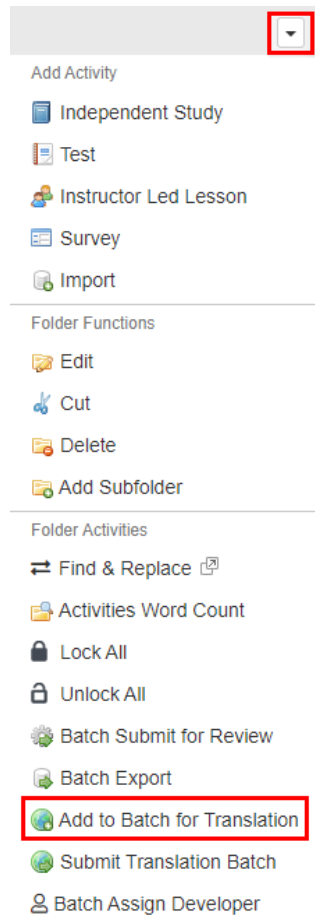 Add Activity
Independent Study
Test
Instructor Led Lesson
Survey
Import
Folder Functions
Edit
Cut
Delete
Add Subfolder
Folder Activities
Find & Replace
Activities Word Count
Lock All
Unlock All
Batch Submit for Review
Batch Export
Add to Batch for Translation
Submit Translation Batch
Batch Assign Developer